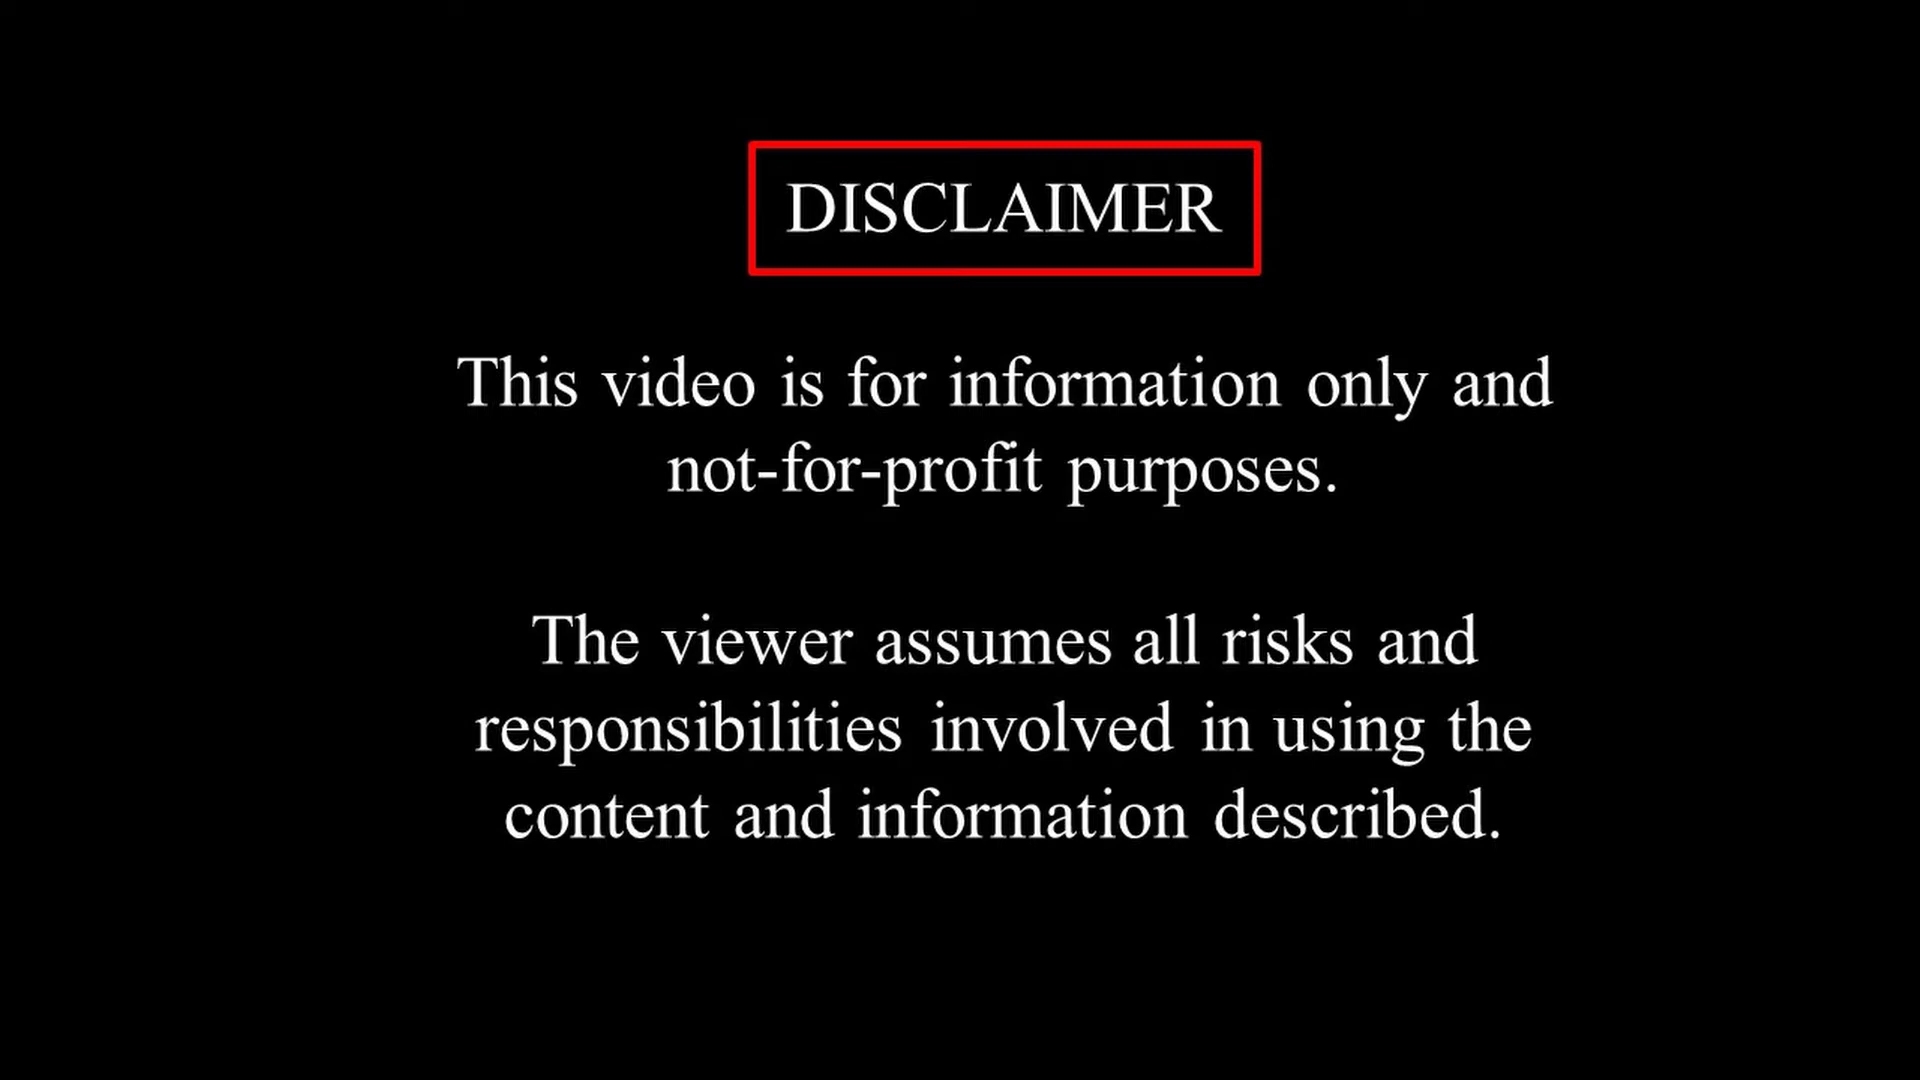 DISCLAIMER
This video is for information only and
not-for-profit purposes.
The viewer assumes all risks and
responsibilities involved in using the
content and information described.